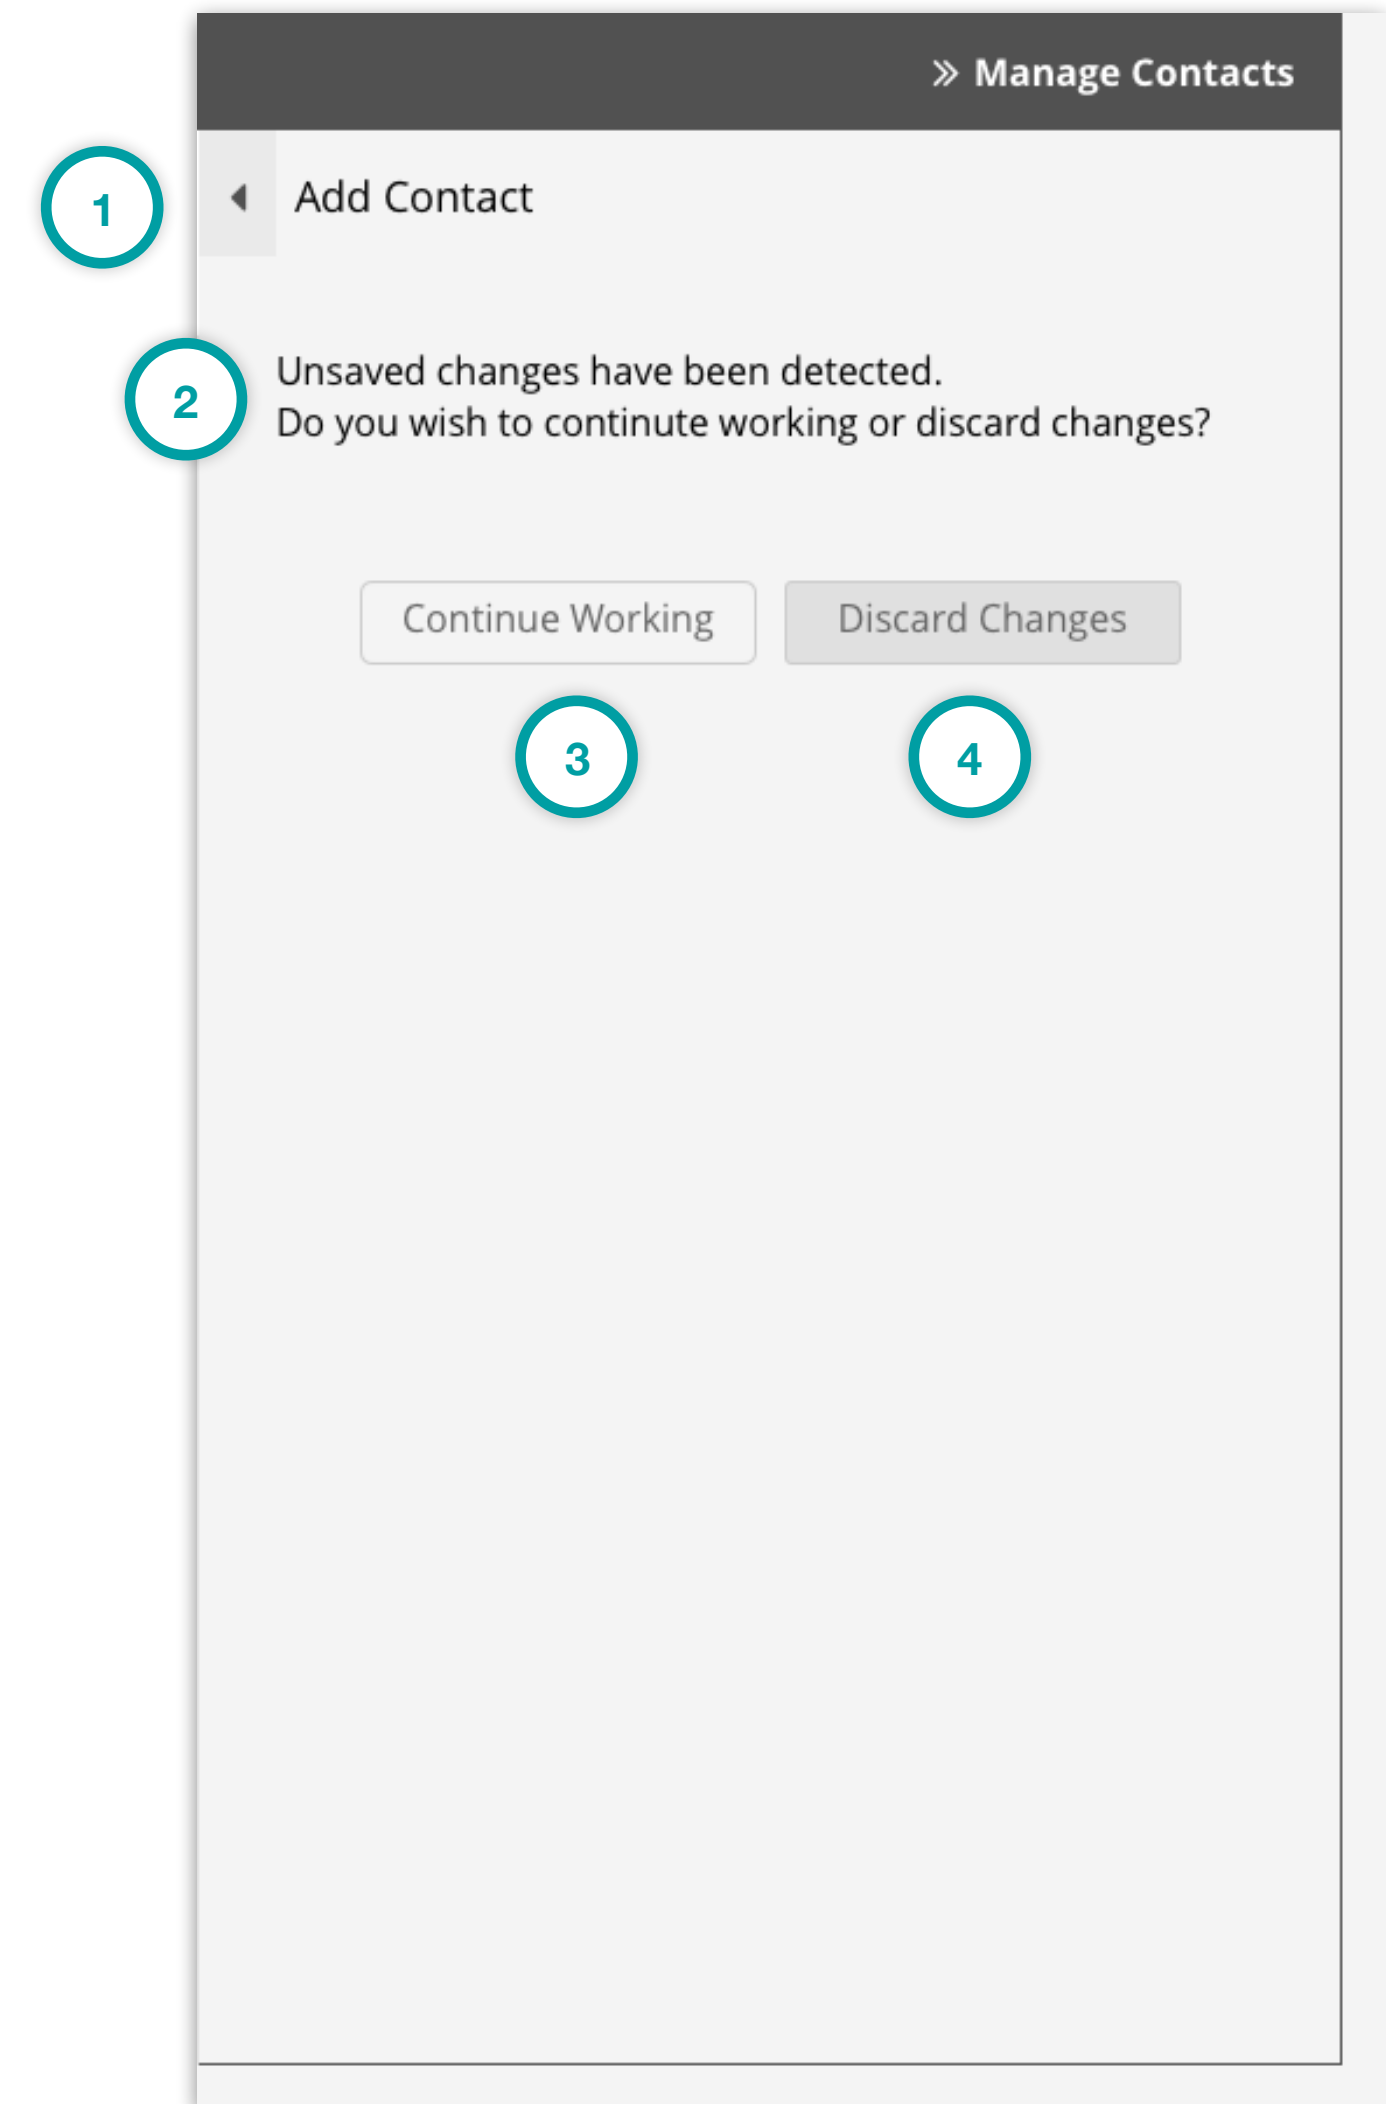 » Manage Contacts
1
Add Contact
2
Unsaved changes have been detected.
Do you wish to continute working or discard changes?
Continue Working
Discard Changes
3
4